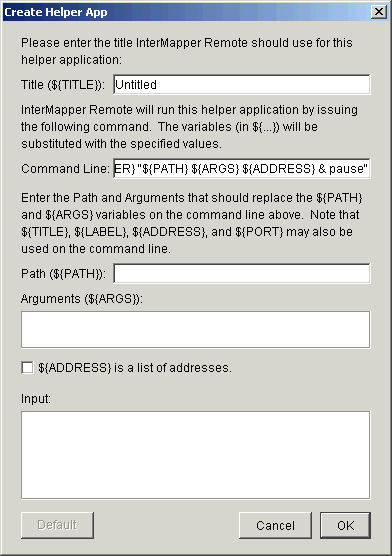 Create Helper App
Please enter the title InterMapper Remote should use for this
helper application:
Title (${TITLE}): Untitled
InterMapper Remote will run this helper application by issuing
the following command.  The variables (in ${...}) will be
substituted with the specified values.
Command Line: ER} "${PATH} ${ARGS} ${ADDRESS} & pause"
Enter the Path and Arguments that should replace the ${PATH}
and ${ARGS} variables on the command line above.  Note that
${TITLE}, ${LABEL}, ${ADDRESS}, and ${PORT} may also be
used on the command line.
Path (${PATH}):
Arguments (${ARGS}):
${ADDRESS} is a list of addresses.
Input:
Default Cancel OK